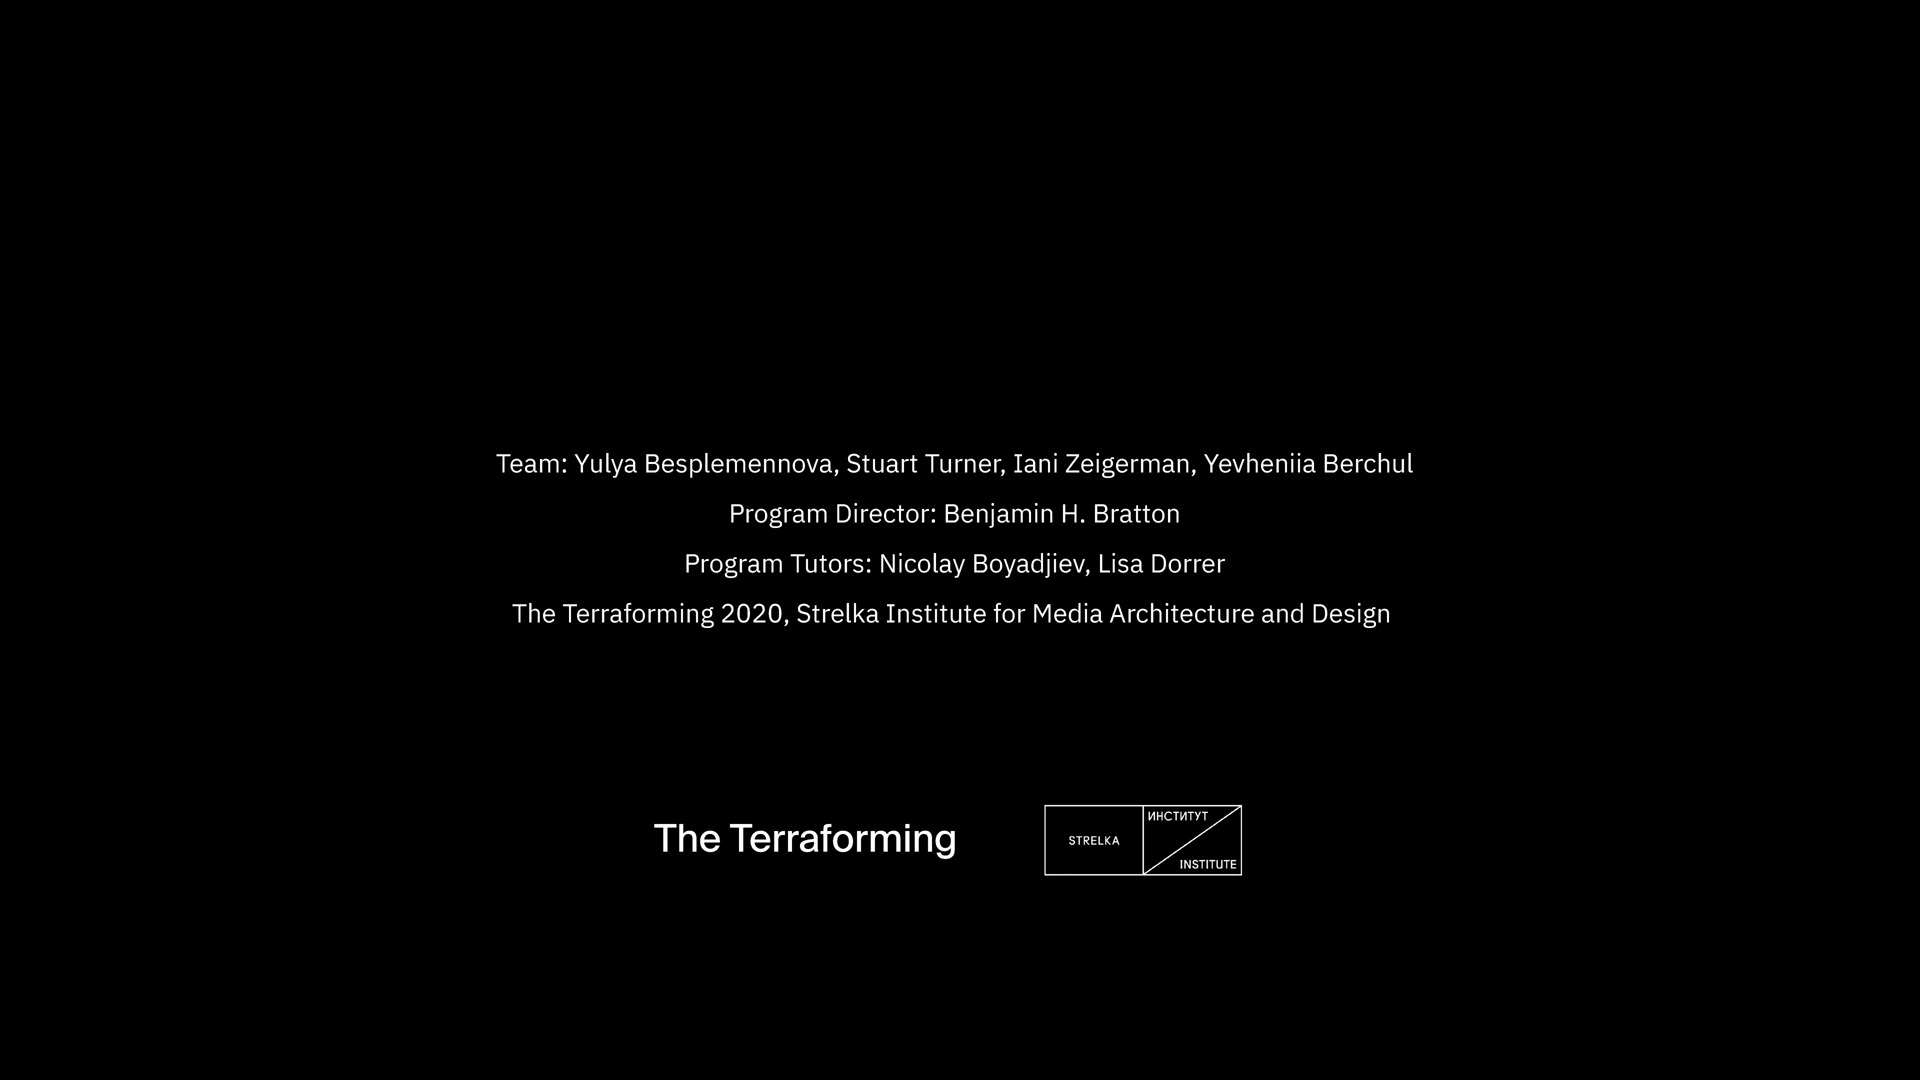 Team: Yulya Besplemennova, Stuart Turner, Iani Zeigerman, Yevheniia Berchul
Program Director: Benjamin H. Bratton
Program Tutors: Nicolay Boyadjiev, Lisa Dorrer
The Terraforming 2020, Strelka Institute for Media Architecture and Design
The Terraforming
STRELKA
ИНСТИТУТ
INSTITUTE